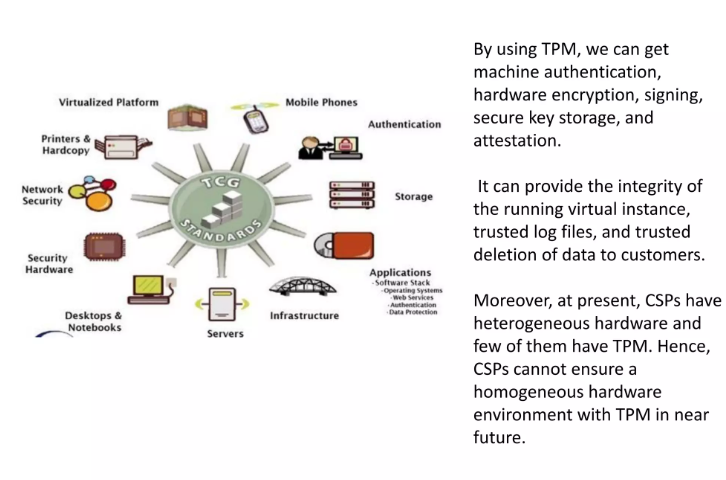 Virtualized Platform
Mobile Phones
Printers &
Hardcopy
Authentication
Network
Security
TCG
STANDARDS
Storage
Security
Hardware
Applications
-Software Stack
-Operating Systems
-Web Services
-Authentication
-Data Protection
Desktops &
Notebooks
Infrastructure
Servers
By using TPM, we can get
machine authentication,
hardware encryption, signing,
secure key storage, and
attestation.
It can provide the integrity of
the running virtual instance,
trusted log files, and trusted
deletion of data to customers.
Moreover, at present, CSPs have
heterogeneous hardware and
few of them have TPM. Hence,
CSPs cannot ensure a
homogeneous hardware
environment with TPM in near
future.